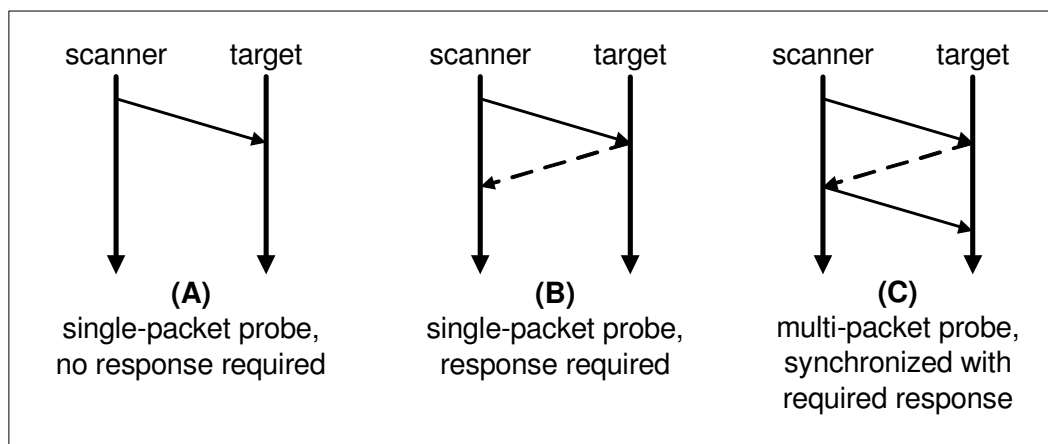 scanner target
(A)
single-packet probe,
no response required
scanner target
(B)
single-packet probe,
response required
scanner target
(C)
multi-packet probe,
synchronized with
required response